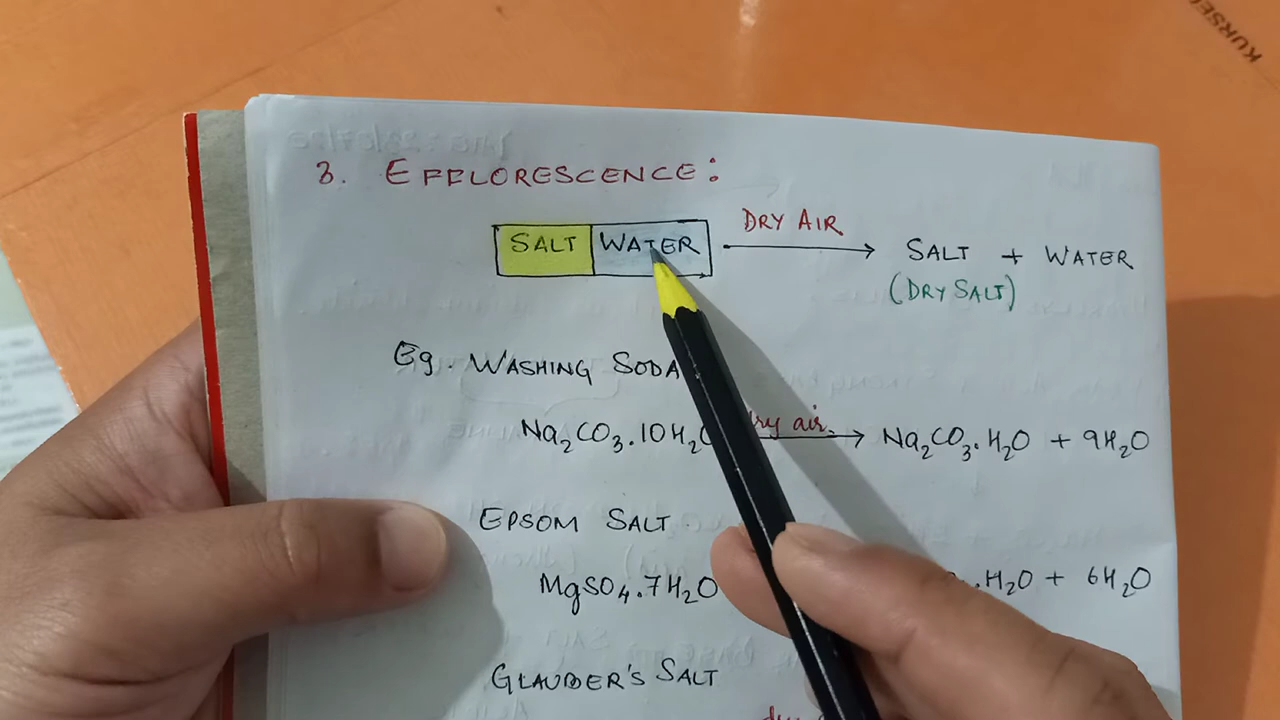 KURSEO
3. EFFLORESCENCE:
SALT WATER DRY AIR → SALT + WATER
(DRY SALT)
Eg. WASHING SODA
Na₂CO₃.10H₂O dry air → Na₂CO₃.H₂O + 9H₂O
EPSOM SALT
MgSO₄.7H₂O .H₂O + 6H₂O
GLAUBER'S SALT